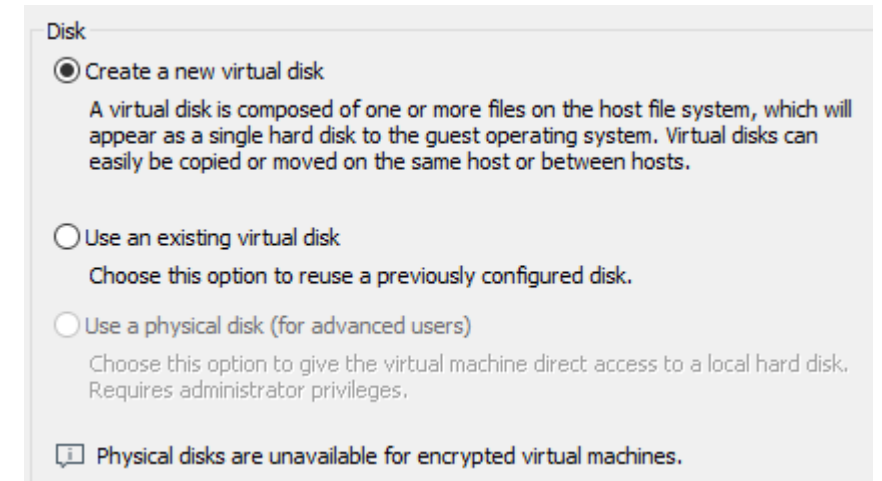 Disk
Create a new virtual disk
A virtual disk is composed of one or more files on the host file system, which will
appear as a single hard disk to the guest operating system. Virtual disks can
easily be copied or moved on the same host or between hosts.
Use an existing virtual disk
Choose this option to reuse a previously configured disk.
Use a physical disk (for advanced users)
Choose this option to give the virtual machine direct access to a local hard disk.
Requires administrator privileges.
Physical disks are unavailable for encrypted virtual machines.